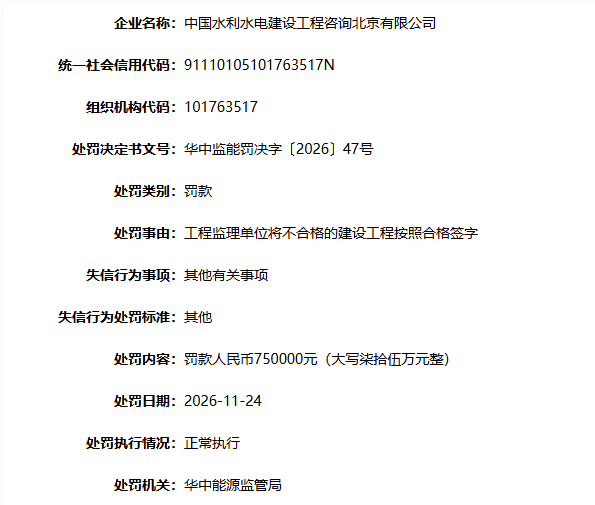 企业名称：中国水利水电建设工程咨询北京有限公司
统一社会信用代码：91110105101763517N
组织机构代码：101763517
处罚决定书文号：华中监能罚决字〔2026〕47号
处罚类别：罚款
处罚事由：工程监理单位将不合格的建设工程按照合格签字
失信行为事项：其他有关事项
失信行为处罚标准：其他
处罚内容：罚款人民币750000元（大写柒拾伍万元整）
处罚日期：2026-11-24
处罚执行情况：正常执行
处罚机关：华中能源监管局